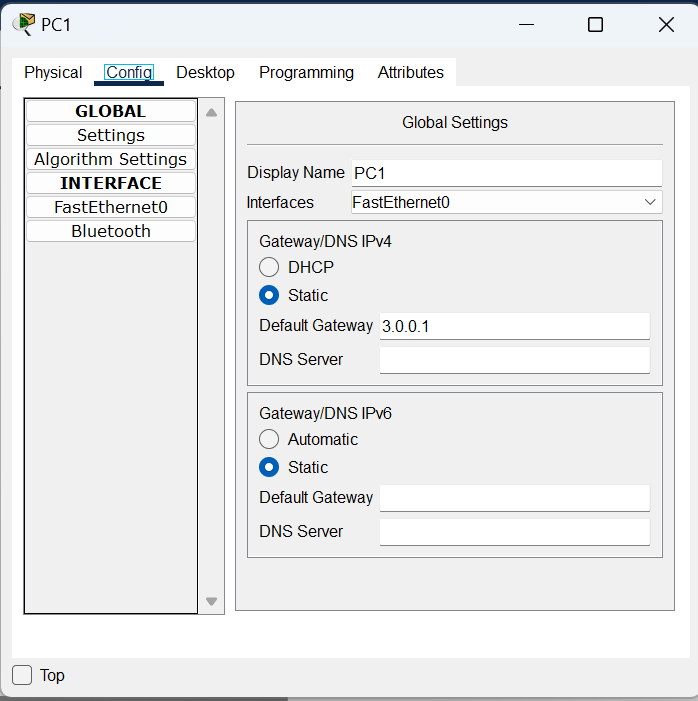 PC1
Physical Config Desktop Programming Attributes
GLOBAL
Settings
Algorithm Settings
INTERFACE
FastEthernet0
Bluetooth
Global Settings
Display Name PC1
Interfaces FastEthernet0
Gateway/DNS IPv4
DHCP
Static
Default Gateway 3.0.0.1
DNS Server
Gateway/DNS IPv6
Automatic
Static
Default Gateway
DNS Server
Top